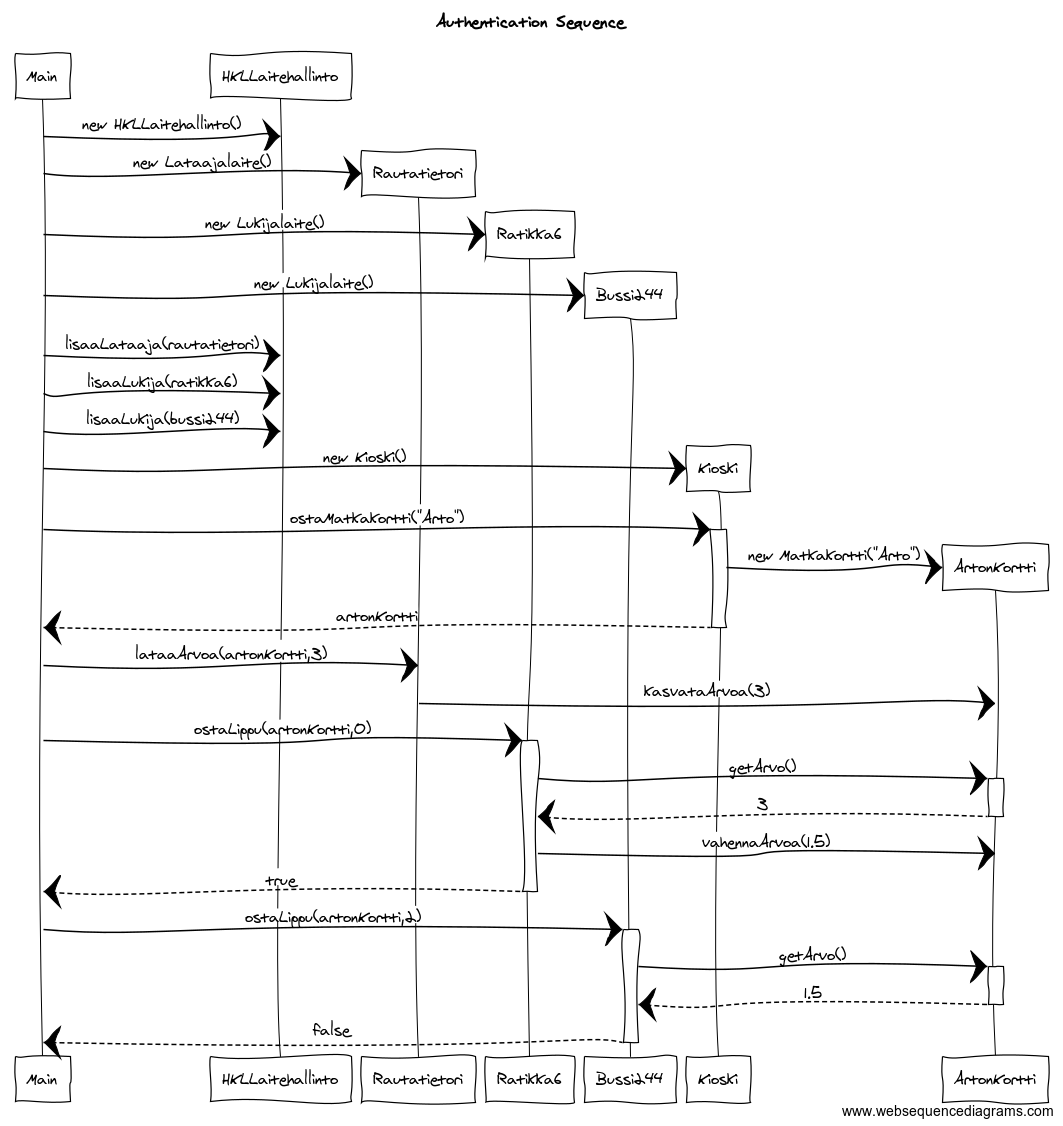 Authentication Sequence
Main
HKLLaitehallinto
new HKLLaitehallinto()
new Lataajalaite()
Rautatietori
new Lukijalaite()
Ratikka6
new Lukijalaite()
Bussi244
lisaaLataaja(rautatietori)
lisaaLukija(ratikka6)
lisaaLukija(bussi244)
new Kioski()
Kioski
ostaMatkakortti("Arto")
new Matkakortti("Arto")
ArtonKortti
artonKortti
lataaArvoa(artonKortti,3)
kasvataArvoa(3)
ostaLippu(artonKortti,0)
getArvo()
3
vahennaArvoa(1.5)
true
ostaLippu(artonKortti,2)
getArvo()
1.5
false
Main
HKLLaitehallinto
Rautatietori
Ratikka6
Bussi244
Kioski
ArtonKortti
www.websequencediagrams.com